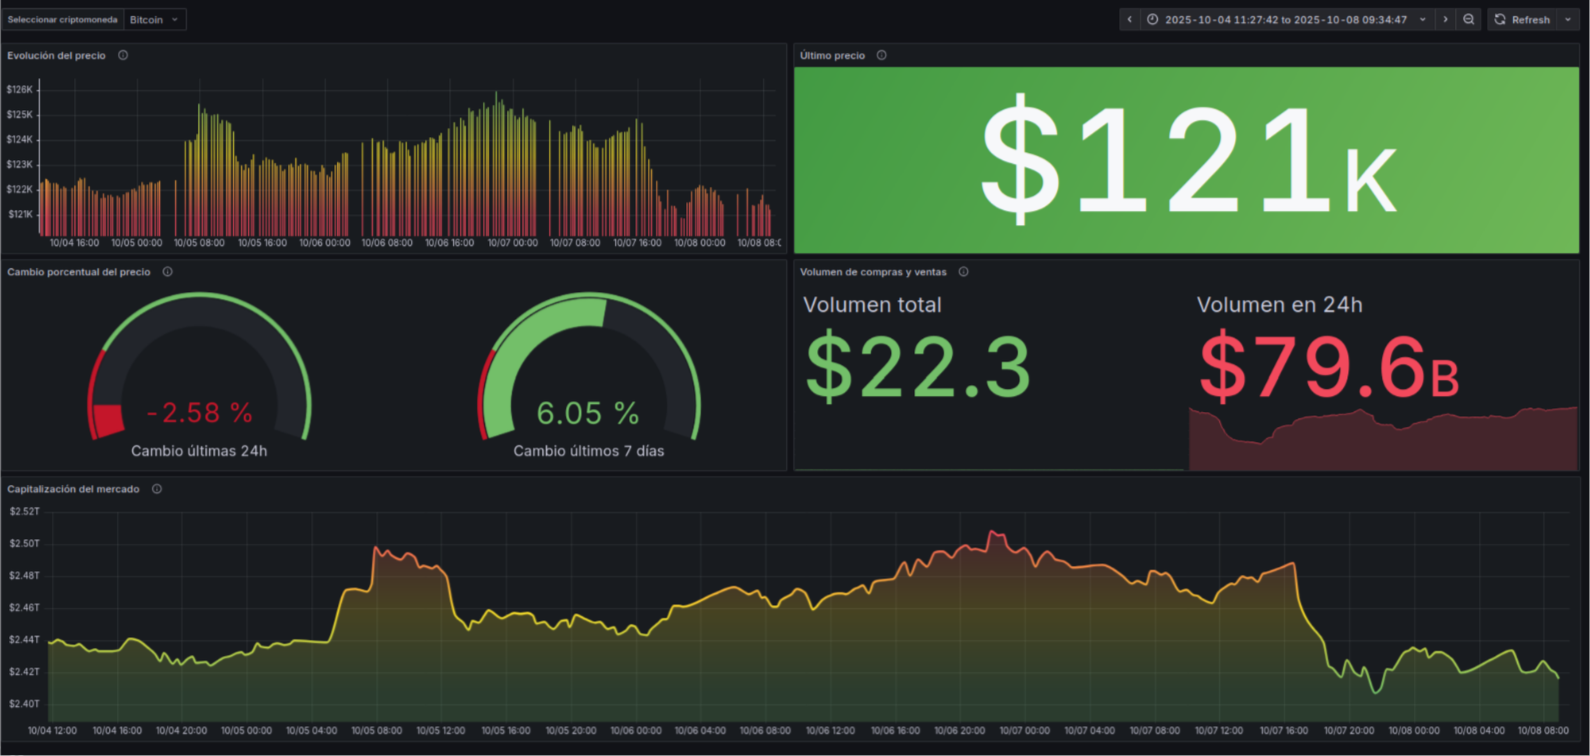 Seleccionar criptomoneda Bitcoin
2025-10-04 11:27:42 to 2025-10-08 09:34:47 Refresh
Evolución del precio
$126K
$125K
$124K
$123K
$122K
$121K
10/04 16:00 10/05 00:00 10/05 08:00 10/05 16:00 10/06 00:00 10/06 08:00 10/06 16:00 10/07 00:00 10/07 08:00 10/07 16:00 10/08 00:00 10/08 08:0
Último precio
$121K
Cambio porcentual del precio
-2.58 %
Cambio últimas 24h
6.05 %
Cambio últimos 7 días
Volumen de compras y ventas
Volumen total
$22.3
Volumen en 24h
$79.6B
Capitalización del mercado
$2.52T
$2.50T
$2.48T
$2.46T
$2.44T
$2.42T
$2.40T
10/04 12:00 10/04 16:00 10/04 20:00 10/05 00:00 10/05 04:00 10/05 08:00 10/05 12:00 10/05 16:00 10/05 20:00 10/06 00:00 10/06 04:00 10/06 08:00 10/06 12:00 10/06 16:00 10/06 20:00 10/07 00:00 10/07 04:00 10/07 08:00 10/07 12:00 10/07 16:00 10/07 20:00 10/08 00:00 10/08 04:00 10/08 08:00